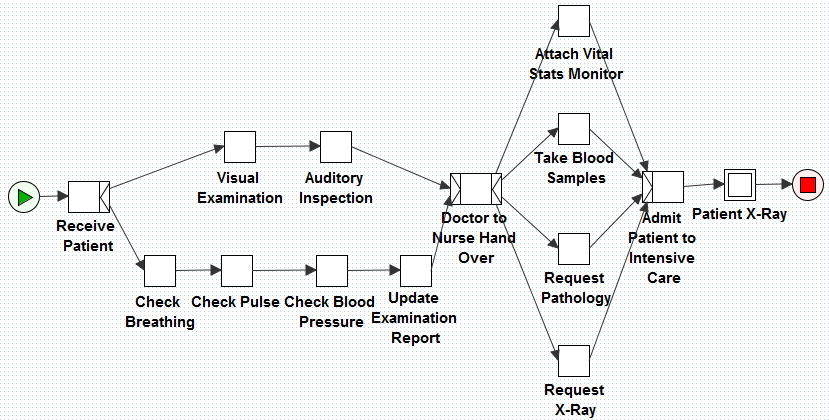 Attach Vital
Stats Monitor
Take Blood
Samples
Visual
Examination
Auditory
Inspection
Receive
Patient
Doctor to
Nurse Hand
Over
Admit
Patient to
Intensive
Care
Patient X-Ray
Request
Pathology
Check
Breathing
Check Pulse
Check Blood
Pressure
Update
Examination
Report
Request
X-Ray